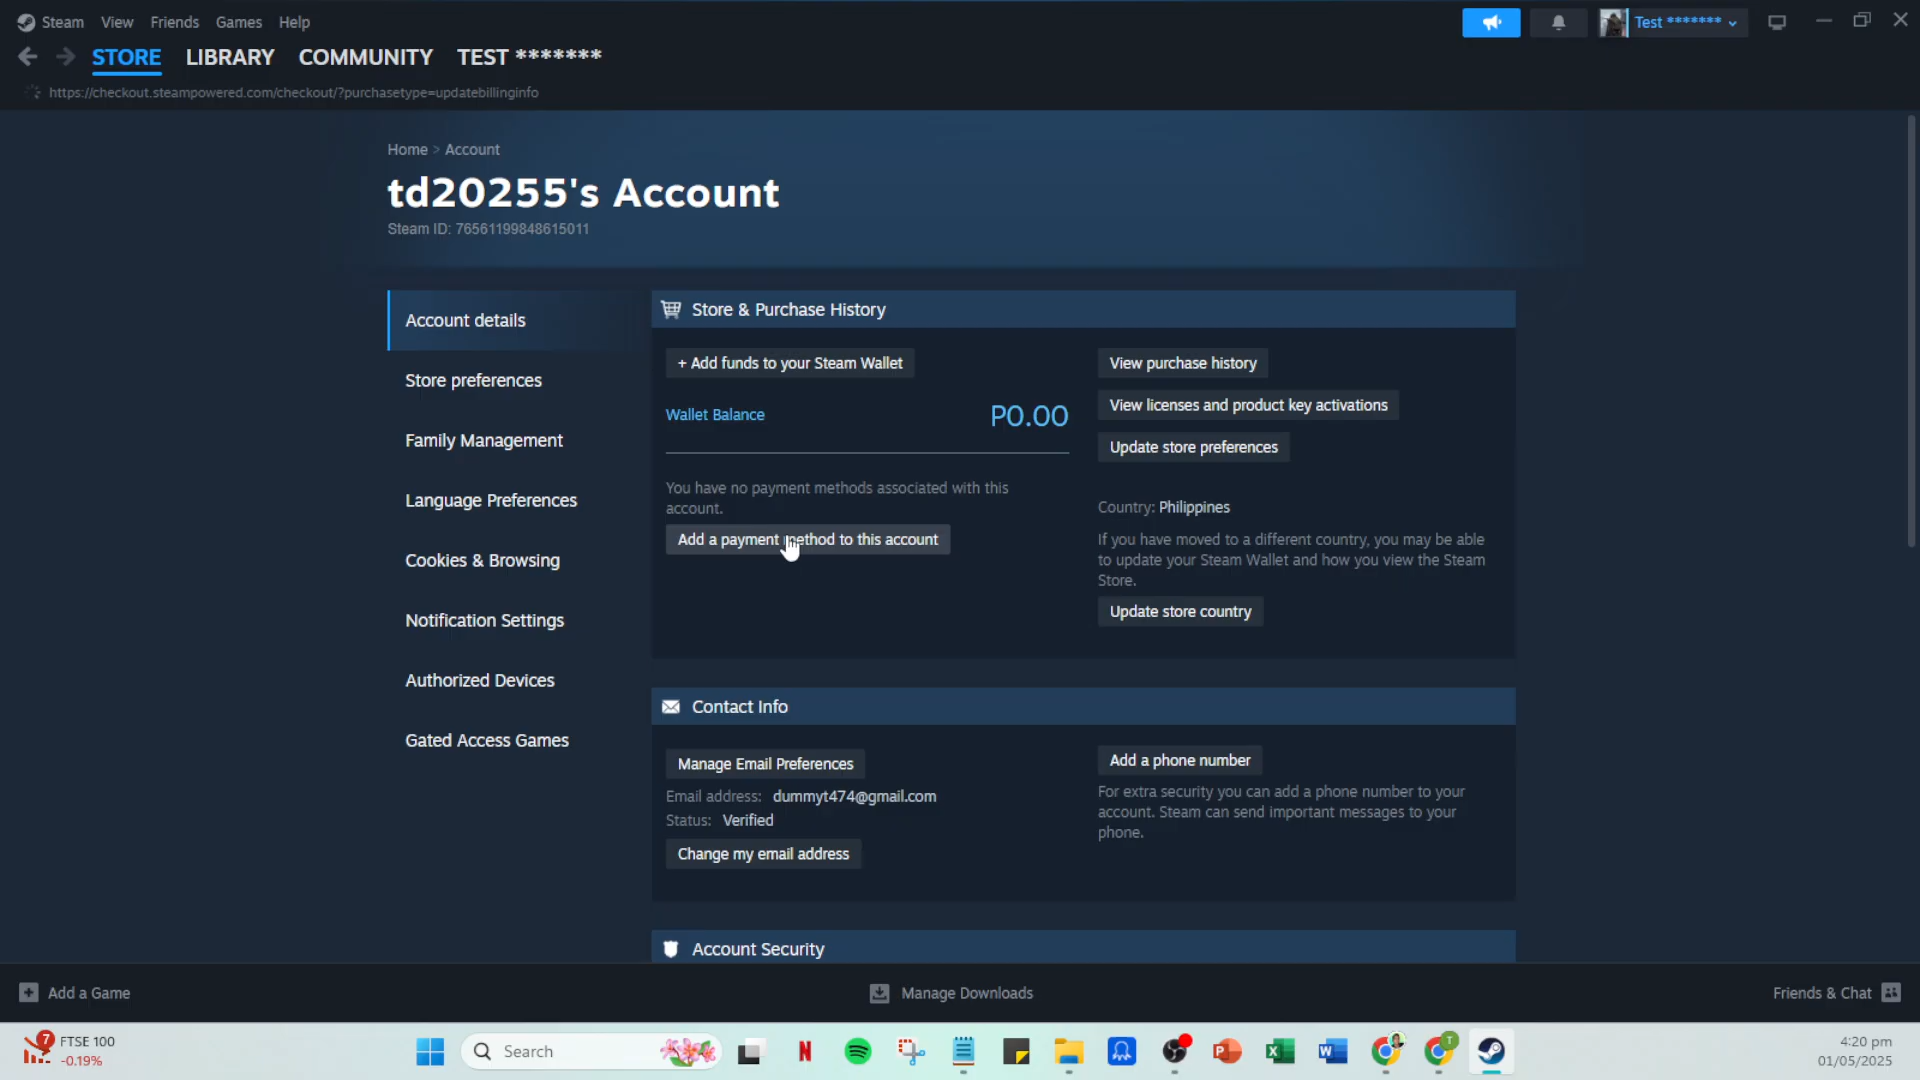 Steam View Friends Games Help
Test *******
STORE LIBRARY COMMUNITY TEST *******
https://checkout.steampowered.com/checkout/?purchasetype=updatebillinginfo
Home > Account
td20255's Account
Steam ID: 76561199848615011
Account details
Store preferences
Family Management
Language Preferences
Cookies & Browsing
Notification Settings
Authorized Devices
Gated Access Games
Store & Purchase History
+ Add funds to your Steam Wallet
Wallet Balance P0.00
You have no payment methods associated with this
account.
Add a payment method to this account
View purchase history
View licenses and product key activations
Update store preferences
Country: Philippines
If you have moved to a different country, you may be able
to update your Steam Wallet and how you view the Steam
Store.
Update store country
Contact Info
Manage Email Preferences
Email address: dummyt474@gmail.com
Status: Verified
Change my email address
Add a phone number
For extra security you can add a phone number to your
account. Steam can send important messages to your
phone.
Account Security
+ Add a Game
Manage Downloads
Friends & Chat
7
FTSE 100
-0.19%
Search
N
P
X
W
T
4:20 pm
01/05/2025